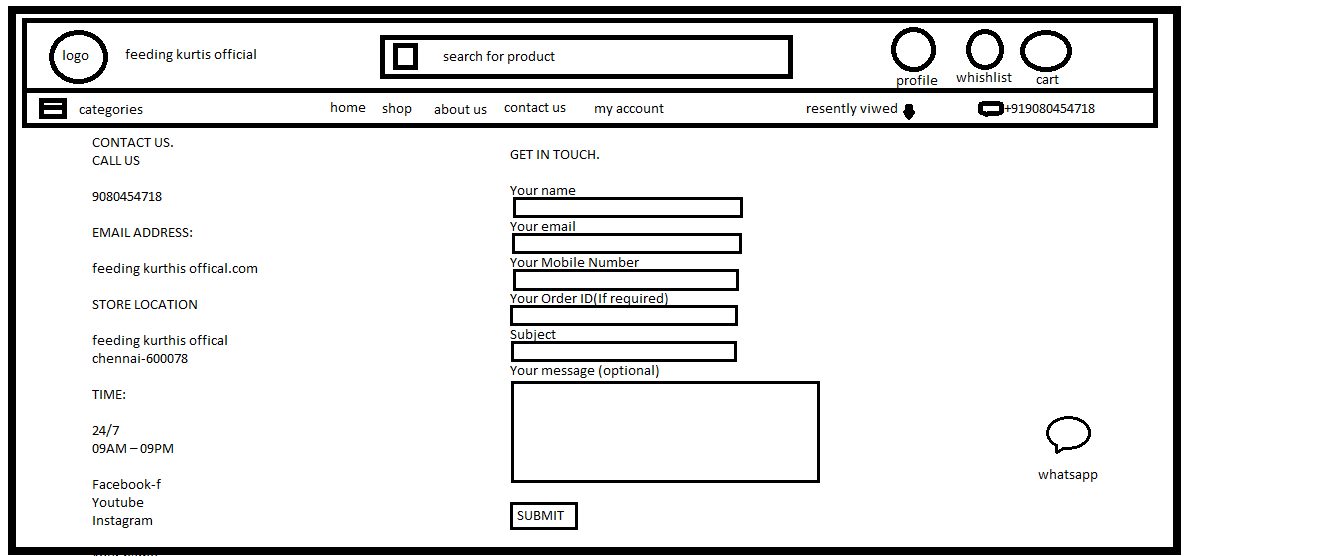 logo
feeding kurtis official
search for product
profile
whishlist
cart
categories
home
shop
about us
contact us
my account
resently viwed
+919080454718
CONTACT US.
CALL US
9080454718
EMAIL ADDRESS:
feeding kurthis offical.com
STORE LOCATION
feeding kurthis offical
chennai-600078
TIME:
24/7
09AM – 09PM
Facebook-f
Youtube
Instagram
GET IN TOUCH.
Your name
Your email
Your Mobile Number
Your Order ID(If required)
Subject
Your message (optional)
SUBMIT
whatsapp